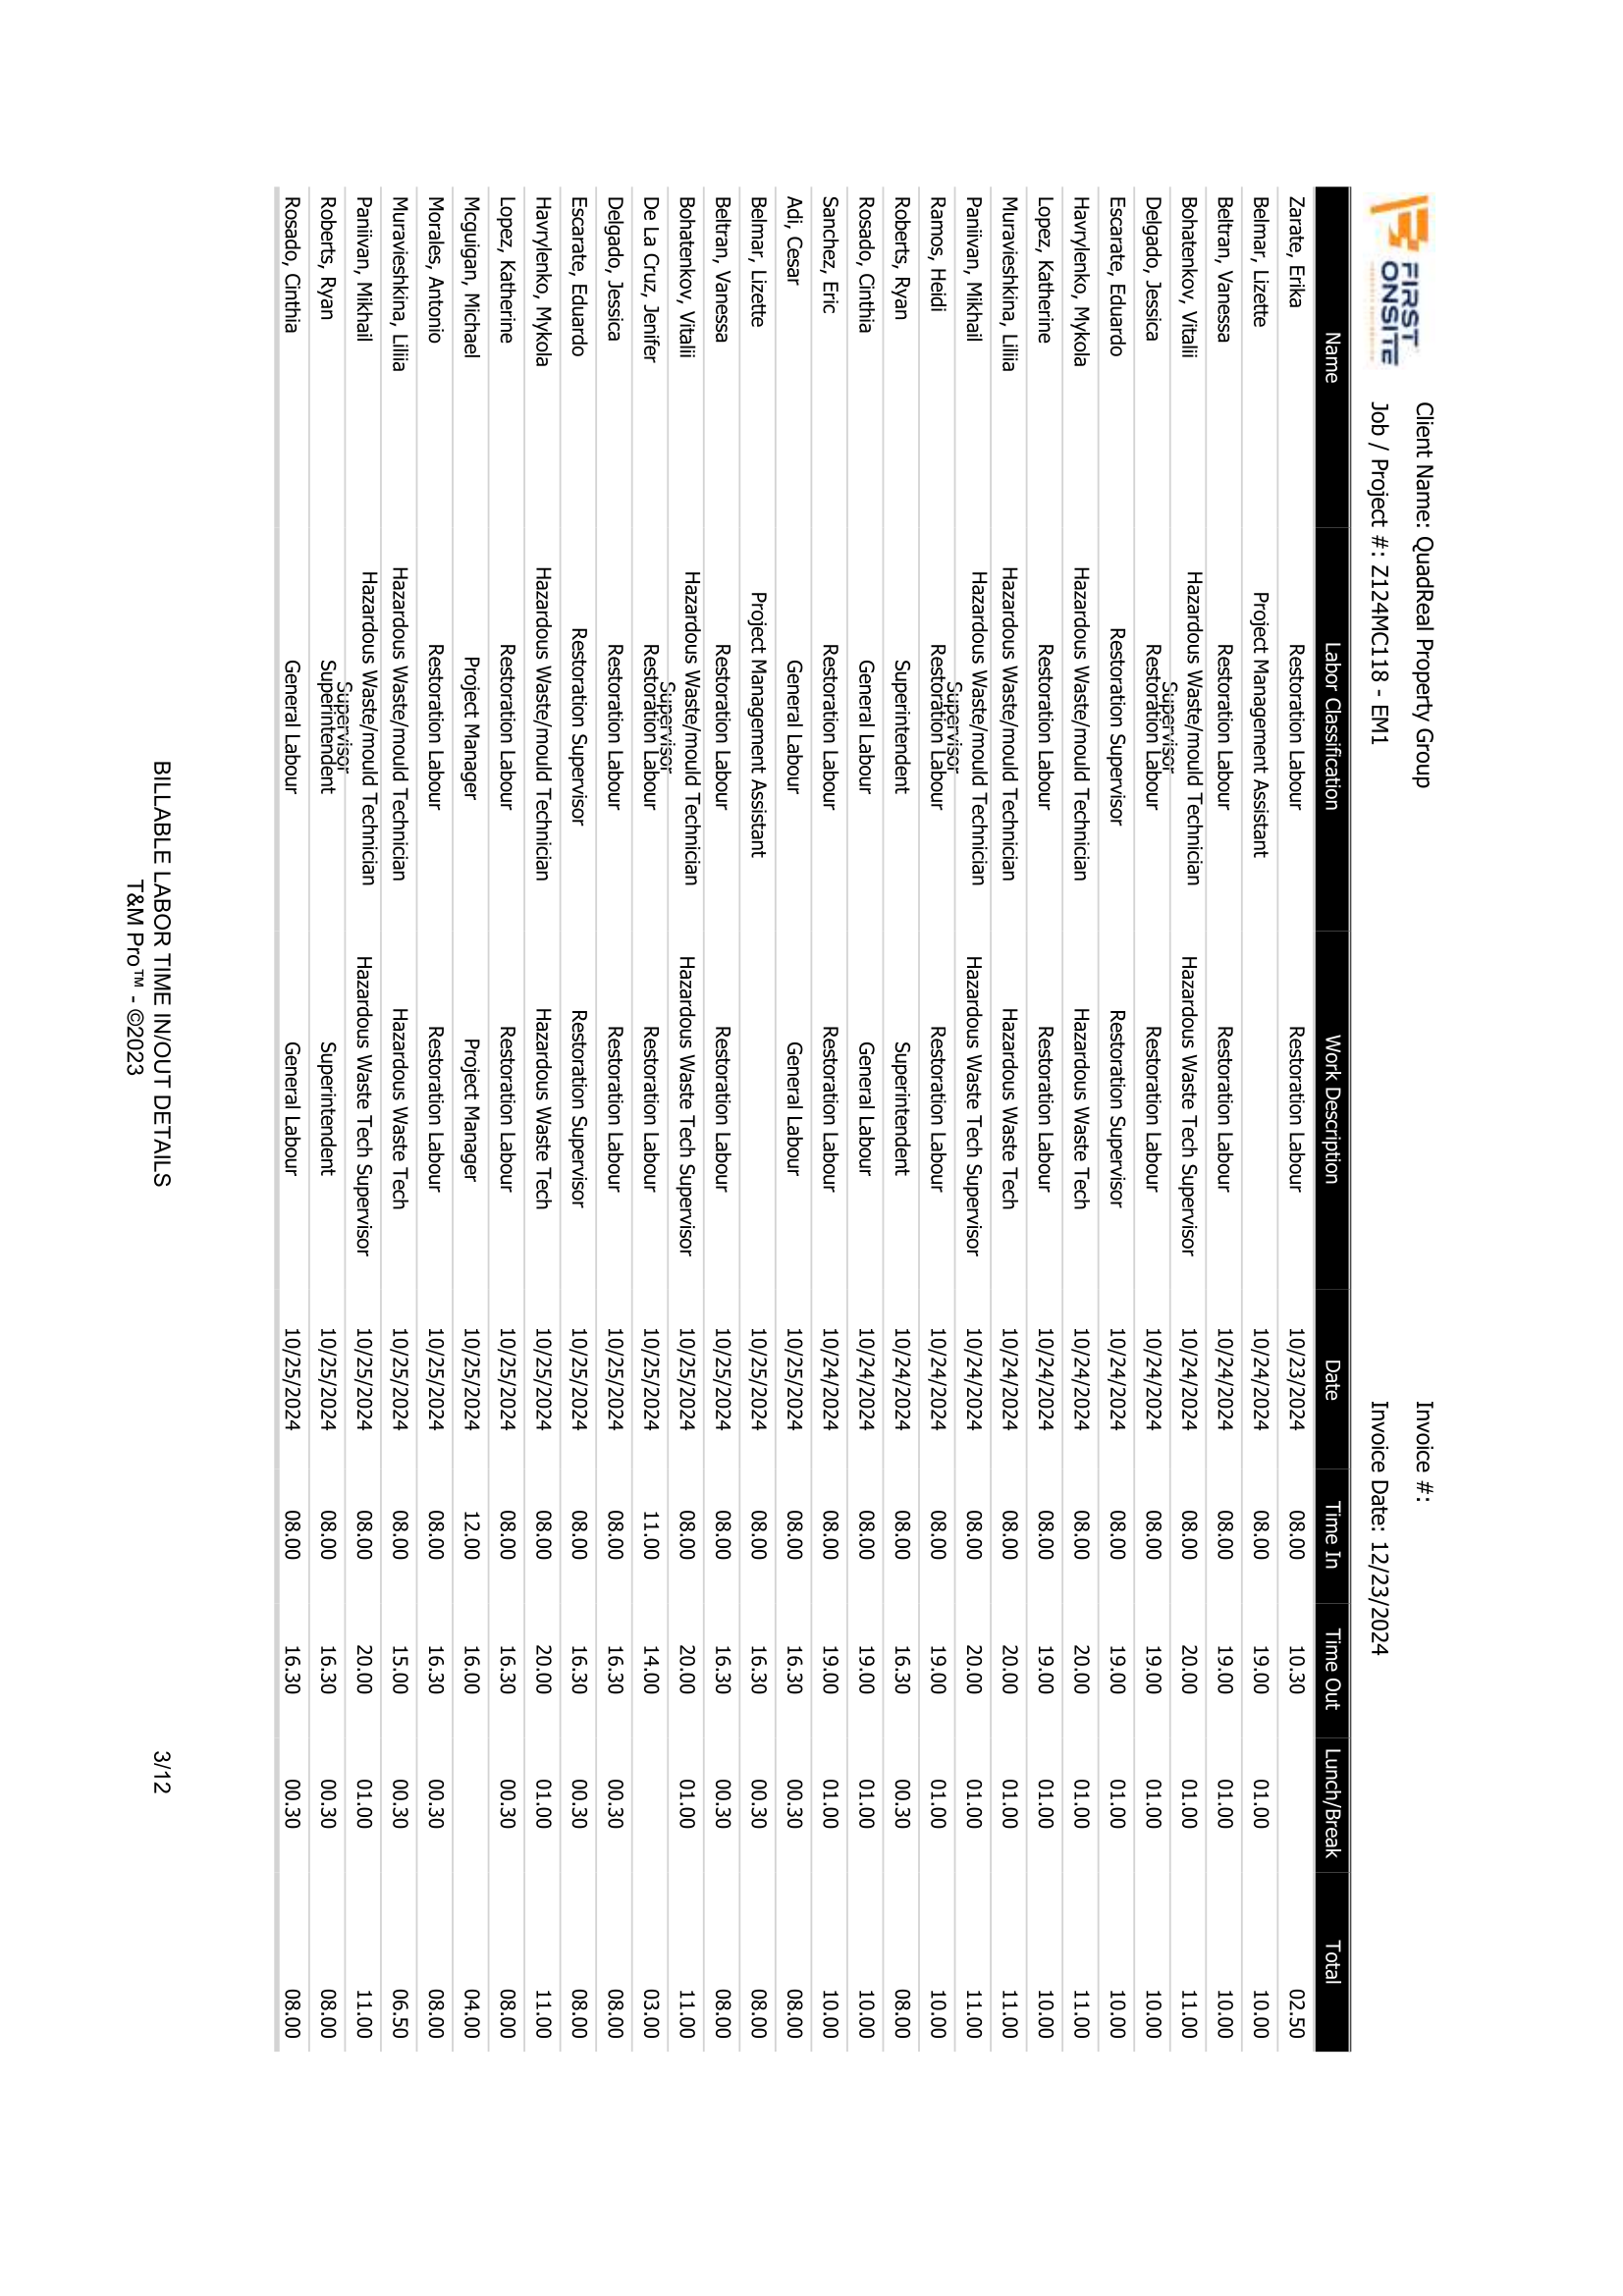 FIRST
ONSITE
Client Name: QuadReal Property Group Invoice #:
Job / Project #: Z124MC118 - EM1 Invoice Date: 12/23/2024
Name Labor Classification Work Description Date Time In Time Out Lunch/Break Total
Zarate, Erika Restoration Labour Restoration Labour 10/23/2024 08.00 10.30 02.50
Belmar, Lizette Project Management Assistant 10/24/2024 08.00 19.00 01.00 10.00
Beltran, Vanessa Restoration Labour Restoration Labour 10/24/2024 08.00 19.00 01.00 10.00
Bohatenkov, Vitalii Hazardous Waste/mould Technician Supervisor Hazardous Waste Tech Supervisor 10/24/2024 08.00 20.00 01.00 11.00
Delgado, Jessica Restoration Labour Restoration Labour 10/24/2024 08.00 19.00 01.00 10.00
Escarate, Eduardo Restoration Supervisor Restoration Supervisor 10/24/2024 08.00 19.00 01.00 10.00
Havrylenko, Mykola Hazardous Waste/mould Technician Hazardous Waste Tech 10/24/2024 08.00 20.00 01.00 11.00
Lopez, Katherine Restoration Labour Restoration Labour 10/24/2024 08.00 19.00 01.00 10.00
Muravieshkina, Liliia Hazardous Waste/mould Technician Hazardous Waste Tech 10/24/2024 08.00 20.00 01.00 11.00
Paniivan, Mikhail Hazardous Waste/mould Technician Supervisor Hazardous Waste Tech Supervisor 10/24/2024 08.00 20.00 01.00 11.00
Ramos, Heidi Restoration Labour Restoration Labour 10/24/2024 08.00 19.00 01.00 10.00
Roberts, Ryan Superintendent Superintendent 10/24/2024 08.00 16.30 00.30 08.00
Rosado, Cinthia General Labour General Labour 10/24/2024 08.00 19.00 01.00 10.00
Sanchez, Eric Restoration Labour Restoration Labour 10/24/2024 08.00 19.00 01.00 10.00
Adi, Cesar General Labour General Labour 10/25/2024 08.00 16.30 00.30 08.00
Belmar, Lizette Project Management Assistant 10/25/2024 08.00 16.30 00.30 08.00
Beltran, Vanessa Restoration Labour Restoration Labour 10/25/2024 08.00 16.30 00.30 08.00
Bohatenkov, Vitalii Hazardous Waste/mould Technician Supervisor Hazardous Waste Tech Supervisor 10/25/2024 08.00 20.00 01.00 11.00
De La Cruz, Jenifer Restoration Labour Restoration Labour 10/25/2024 11.00 14.00 03.00
Delgado, Jessica Restoration Labour Restoration Labour 10/25/2024 08.00 16.30 00.30 08.00
Escarate, Eduardo Restoration Supervisor Restoration Supervisor 10/25/2024 08.00 16.30 00.30 08.00
Havrylenko, Mykola Hazardous Waste/mould Technician Hazardous Waste Tech 10/25/2024 08.00 20.00 01.00 11.00
Lopez, Katherine Restoration Labour Restoration Labour 10/25/2024 08.00 16.30 00.30 08.00
Mcguigan, Michael Project Manager Project Manager 10/25/2024 12.00 16.00 04.00
Morales, Antonio Restoration Labour Restoration Labour 10/25/2024 08.00 16.30 00.30 08.00
Muravieshkina, Liliia Hazardous Waste/mould Technician Hazardous Waste Tech 10/25/2024 08.00 15.00 00.30 06.50
Paniivan, Mikhail Hazardous Waste/mould Technician Supervisor Hazardous Waste Tech Supervisor 10/25/2024 08.00 20.00 01.00 11.00
Roberts, Ryan Superintendent Superintendent 10/25/2024 08.00 16.30 00.30 08.00
Rosado, Cinthia General Labour General Labour 10/25/2024 08.00 16.30 00.30 08.00
BILLABLE LABOR TIME IN/OUT DETAILS 3/12
T&M Pro™ - ©2023